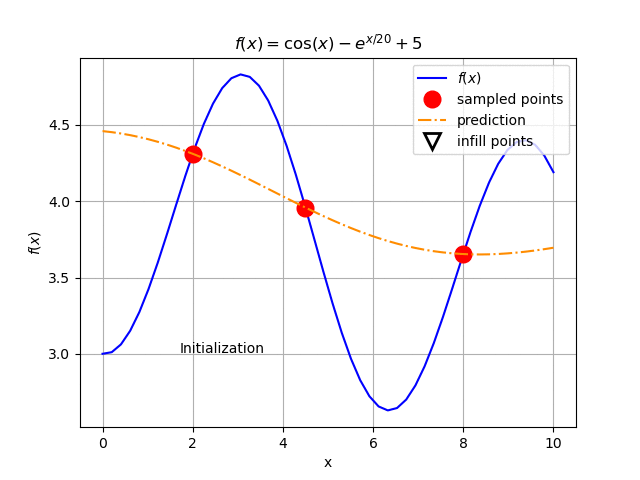 f(x) = cos(x) − e^{x/20} + 5
f(x)
sampled points
prediction
infill points
4.5
4.0
3.5
3.0
f(x)
Initialization
0
2
4
6
8
10
x